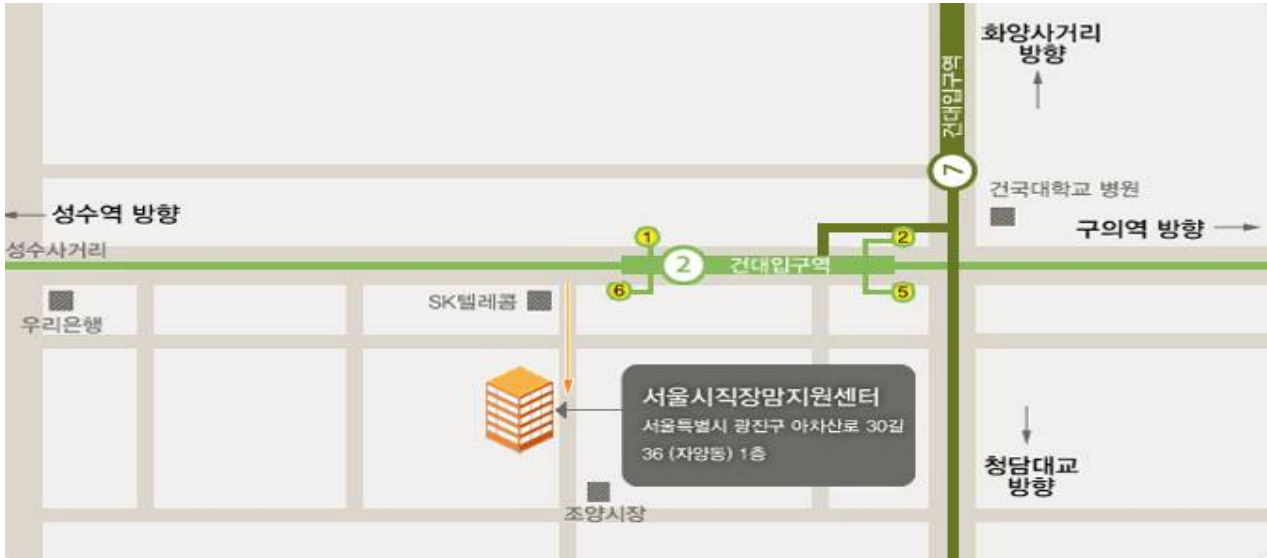 화양사거리
방향
건대입구역
7
건국대학교 병원
성수역 방향
구의역 방향
성수사거리
1
2
2
건대입구역
6
5
SK텔레콤
우리은행
서울시직장맘지원센터
서울특별시 광진구 아차산로 30길
36 (자양동) 1층
청담대교
방향
조양시장